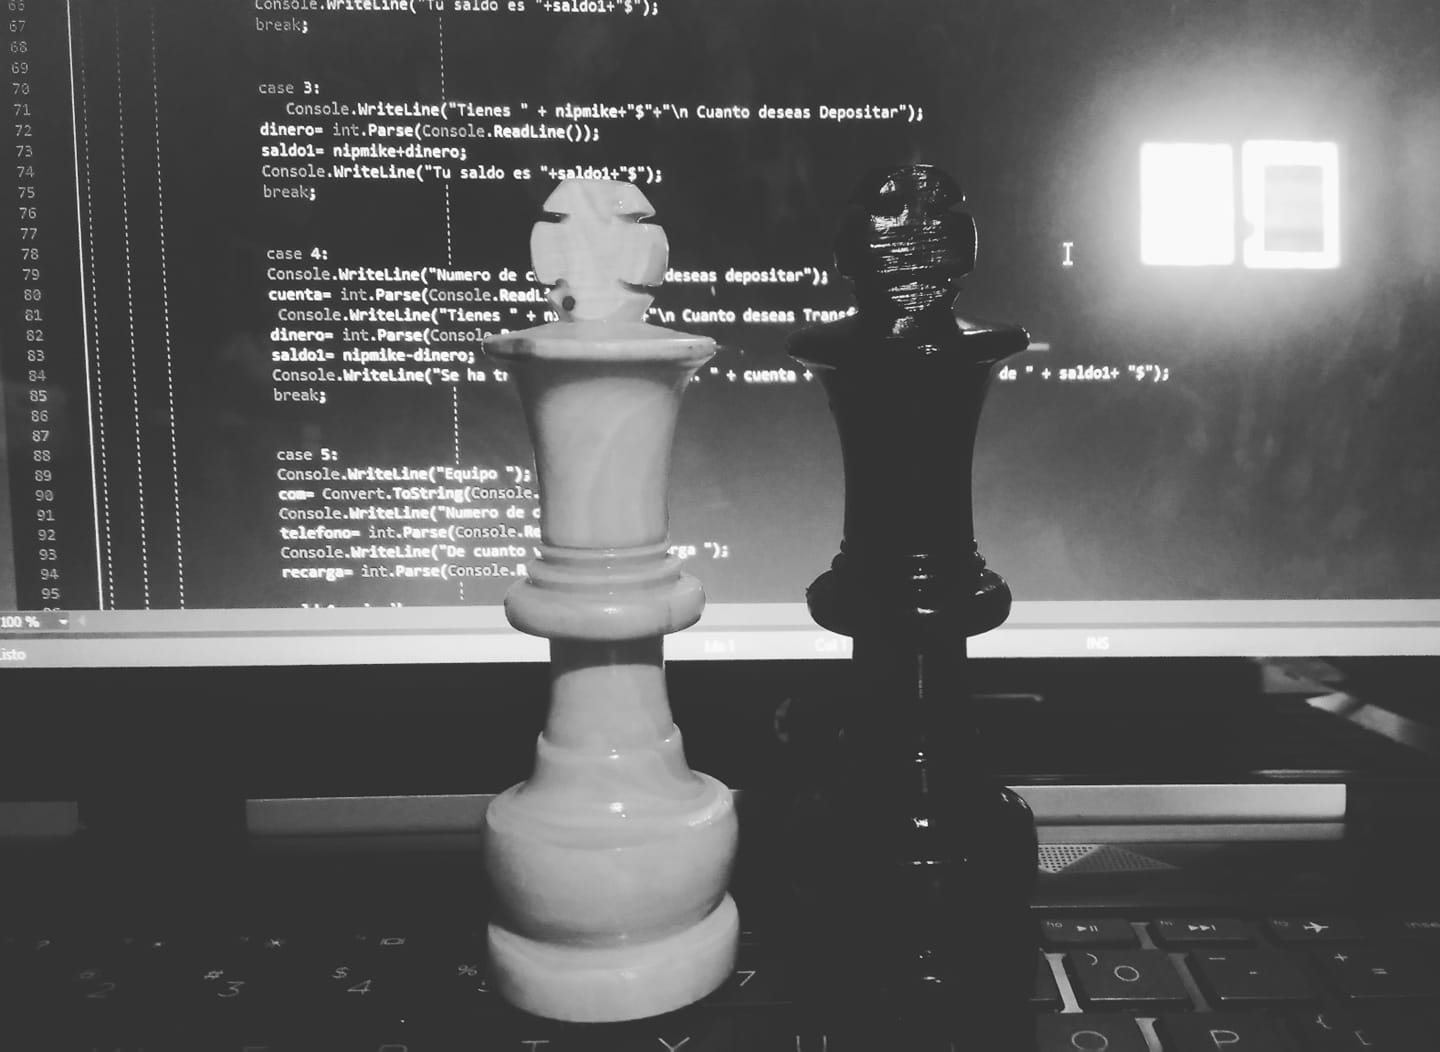 66 Console.WriteLine("Tu saldo es "+saldo1+"$");
67 break;
68
69
70 case 3:
71 Console.WriteLine("Tienes " + nipmike+"$"+"\n Cuanto deseas Depositar");
72 dinero= int.Parse(Console.ReadLine());
73 saldo1= nipmike+dinero;
74 Console.WriteLine("Tu saldo es "+saldo1+"$");
75 break;
76
77
78 case 4:
79 Console.WriteLine("Numero de deseas depositar");
80 cuenta= int.Parse(Console.ReadLi
81 Console.WriteLine("Tienes " + "\n Cuanto deseas
82 dinero= int.Parse(Console.
83 saldo1= nipmike-dinero;
84 Console.WriteLine("Se ha " + cuenta + de " + saldo1+ "$");
85 break;
86
87
88 case 5:
89 Console.WriteLine("Equipo ");
90 com= Convert.ToString(Console.
91 Console.WriteLine("Numero de
92 telefono= int.Parse(Console.Re
93 Console.WriteLine("De cuanto ");
94 recarga= int.Parse(Console.R
95
100 %
Listo INS
# $ %
2 3 4 7 O - + =
T Y U O P